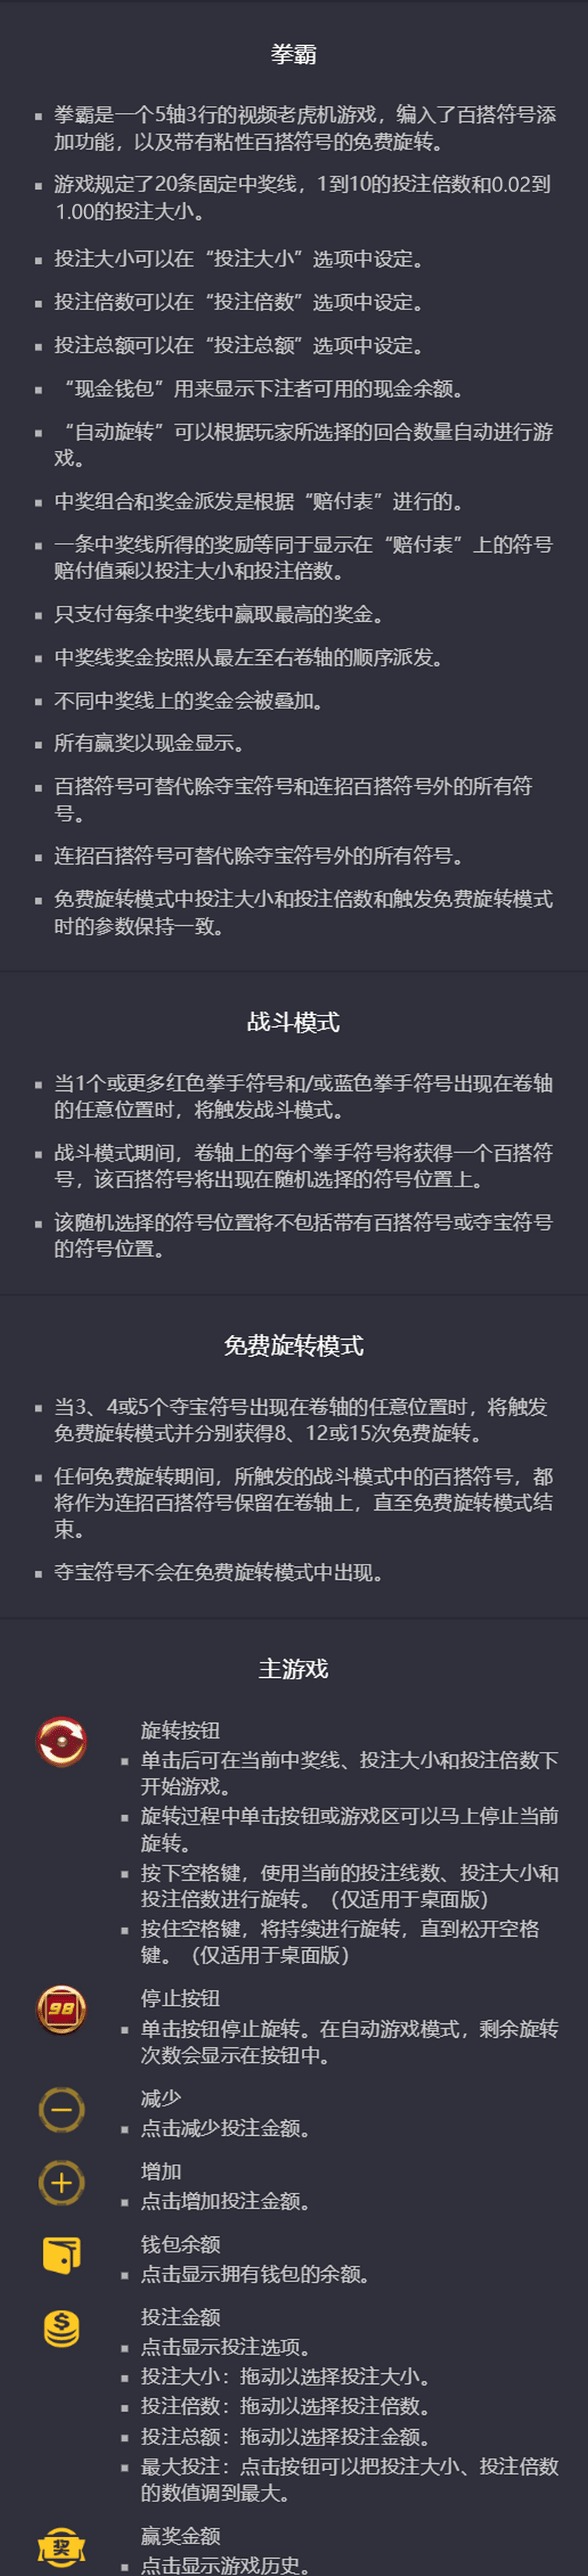 拳霸
拳霸是一个5轴3行的视频老虎机游戏，编入了百搭符号添
加功能，以及带有粘性百搭符号的免费旋转。
游戏规定了20条固定中奖线，1到10的投注倍数和0.02到
1.00的投注大小。
投注大小可以在“投注大小”选项中设定。
投注倍数可以在“投注倍数”选项中设定。
投注总额可以在“投注总额”选项中设定。
“现金钱包”用来显示下注者可用的现金余额。
“自动旋转”可以根据玩家所选择的回合数量自动进行游
戏。
中奖组合和奖金派发是根据“赔付表”进行的。
一条中奖线所得的奖励等同于显示在“赔付表”上的符号
赔付值乘以投注大小和投注倍数。
只支付每条中奖线中赢取最高的奖金。
中奖线奖金按照从最左至右卷轴的顺序派发。
不同中奖线上的奖金会被叠加。
所有赢奖以现金显示。
百搭符号可替代除夺宝符号和连招百搭符号外的所有符
号。
连招百搭符号可替代除夺宝符号外的所有符号。
免费旋转模式中投注大小和投注倍数和触发免费旋转模式
时的参数保持一致。
战斗模式
当1个或更多红色拳手符号和/或蓝色拳手符号出现在卷轴
的任意位置时，将触发战斗模式。
战斗模式期间，卷轴上的每个拳手符号将获得一个百搭符
号，该百搭符号将出现在随机选择的符号位置上。
该随机选择的符号位置将不包括带有百搭符号或夺宝符号
的符号位置。
免费旋转模式
当3、4或5个夺宝符号出现在卷轴的任意位置时，将触发
免费旋转模式并分别获得8、12或15次免费旋转。
任何免费旋转期间，所触发的战斗模式中的百搭符号，都
将作为连招百搭符号保留在卷轴上，直至免费旋转模式结
束。
夺宝符号不会在免费旋转模式中出现。
主游戏
旋转按钮
单击后可在当前中奖线、投注大小和投注倍数下
开始游戏。
旋转过程中单击按钮或游戏区可以马上停止当前
旋转。
按下空格键，使用当前的投注线数、投注大小和
投注倍数进行旋转。（仅适用于桌面版）
按住空格键，将持续进行旋转，直到松开空格
键。（仅适用于桌面版）
98
停止按钮
单击按钮停止旋转。在自动游戏模式，剩余旋转
次数会显示在按钮中。
减少
点击减少投注金额。
增加
点击增加投注金额。
钱包余额
点击显示拥有钱包的余额。
投注金额
点击显示投注选项。
投注大小：拖动以选择投注大小。
投注倍数：拖动以选择投注倍数。
投注总额：拖动以选择投注金额。
最大投注：点击按钮可以把投注大小、投注倍数
的数值调到最大。
奖
赢奖金额
点击显示游戏历史。